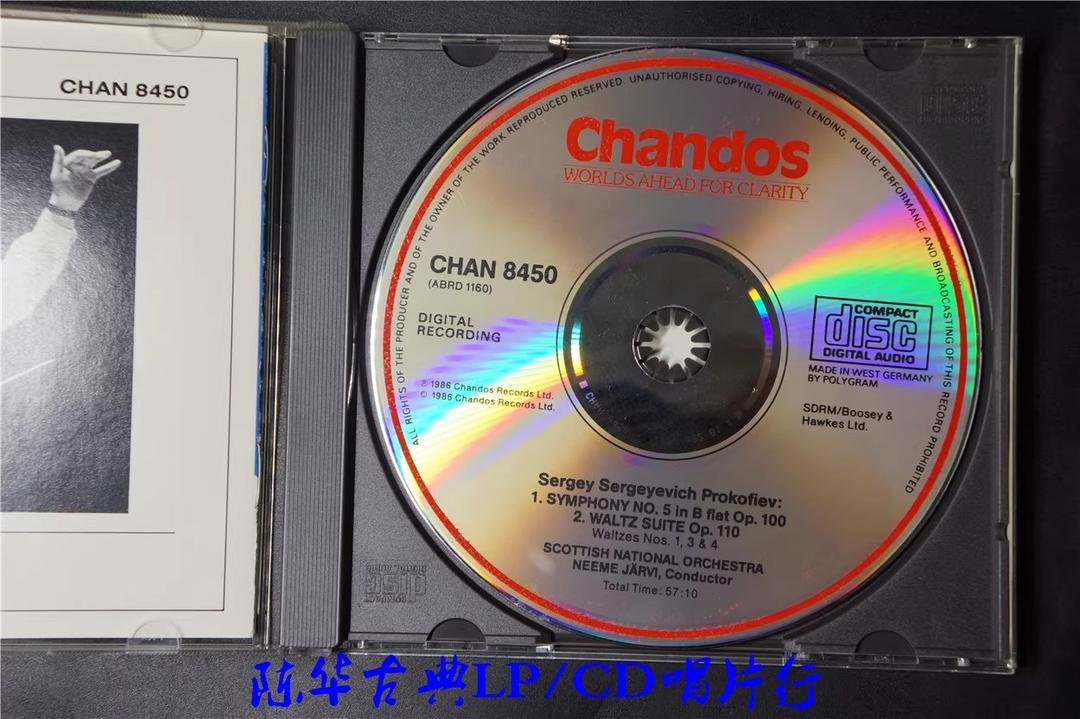 CHAN 8450
ALL RIGHTS OF THE PRODUCER AND OF THE OWNER OF THE WORK REPRODUCED RESERVED. UNAUTHORISED COPYING, HIRING, LENDING, PUBLIC PERFORMANCE AND BROADCASTING OF THIS RECORD PROHIBITED
Chandos
WORLDS AHEAD FOR CLARITY
CHAN 8450
(ABRD 1160)
DIGITAL
RECORDING
℗ 1986 Chandos Records Ltd.
© 1986 Chandos Records Ltd.
COMPACT
disc
DIGITAL AUDIO
MADE IN WEST GERMANY
BY POLYGRAM
SDRM/Boosey &
Hawkes Ltd.
Sergey Sergeyevich Prokofiev:
1. SYMPHONY NO. 5 in B flat Op. 100
2. WALTZ SUITE Op. 110
Waltzes Nos. 1, 3 & 4
SCOTTISH NATIONAL ORCHESTRA
NEEME JÄRVI, Conductor
Total Time: 57:10
COMPACT
disc
DIGITAL AUDIO
陈华古典LP/CD唱片行